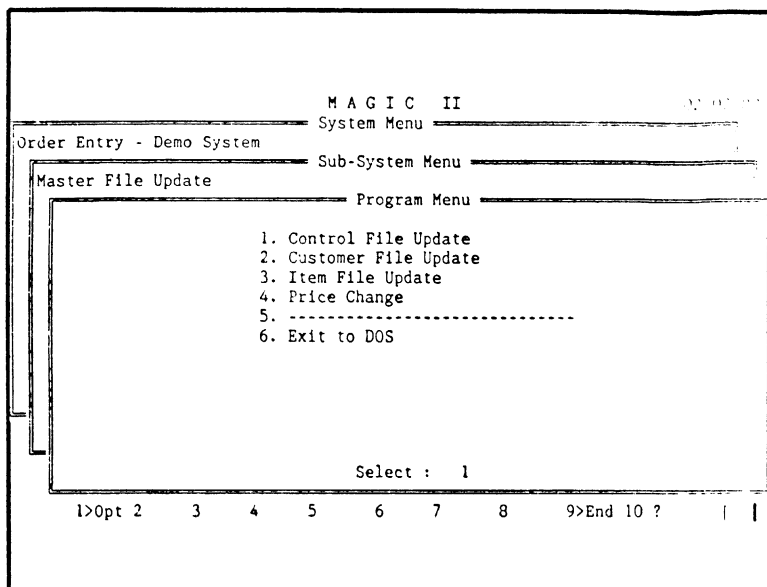 M A G I C   II
System Menu
Order Entry - Demo System
Sub-System Menu
Master File Update
Program Menu
1. Control File Update
2. Customer File Update
3. Item File Update
4. Price Change
5. ------------------------------
6. Exit to DOS
Select :   1
1>Opt 2   3   4   5   6   7   8   9>End 10 ?